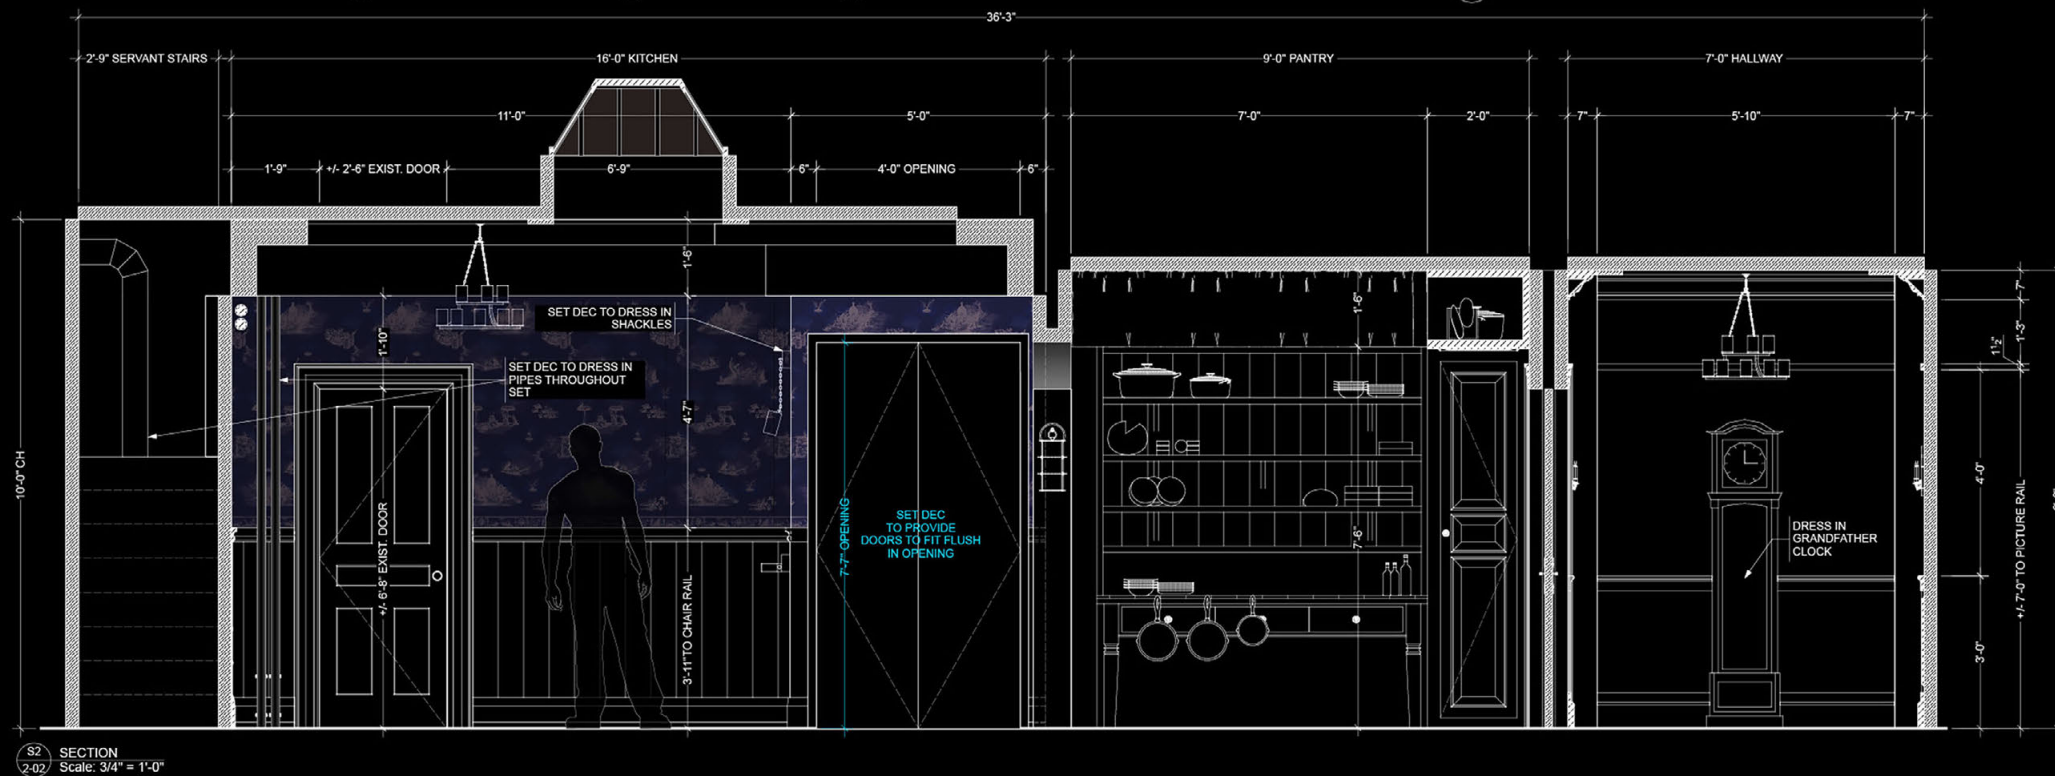 36'-3"
2'-9" SERVANT STAIRS
16'-0" KITCHEN
9'-0" PANTRY
7'-0" HALLWAY
11'-0"
5'-0"
7'-0"
2'-0"
7"
5'-10"
7"
1'-9"
+/- 2'-6" EXIST. DOOR
6'-9"
6"
4'-0" OPENING
6"
10'-0" CH
1'-6"
1'-10"
SET DEC TO DRESS IN
SHACKLES
SET DEC TO DRESS IN
PIPES THROUGHOUT
SET
4'-7"
+/- 6'-8" EXIST. DOOR
3'-11" TO CHAIR RAIL
7'-7" OPENING
SET DEC
TO PROVIDE
DOORS TO FIT FLUSH
IN OPENING
1'-6"
7'-6"
DRESS IN
GRANDFATHER
CLOCK
7"
1'-3"
1½"
4'-0"
3'-0"
+/- 7'-0" TO PICTURE RAIL
S2
2-02
SECTION
Scale: 3/4" = 1'-0"